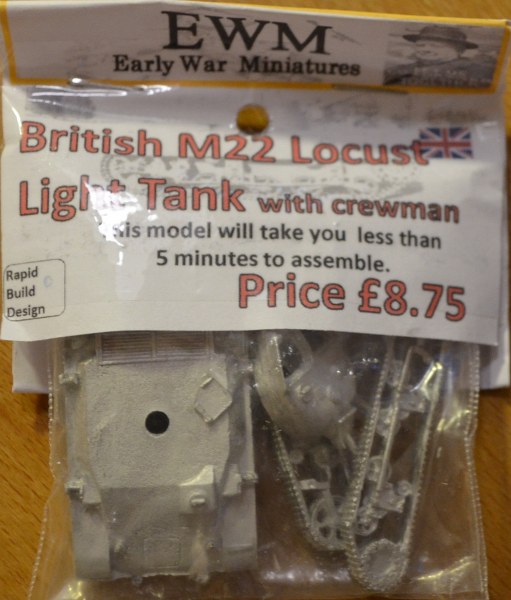 EWM
Early War Miniatures
British M22 Locust
Light Tank with crewman
This model will take you less than
5 minutes to assemble.
Rapid
Build
Design
Price £8.75